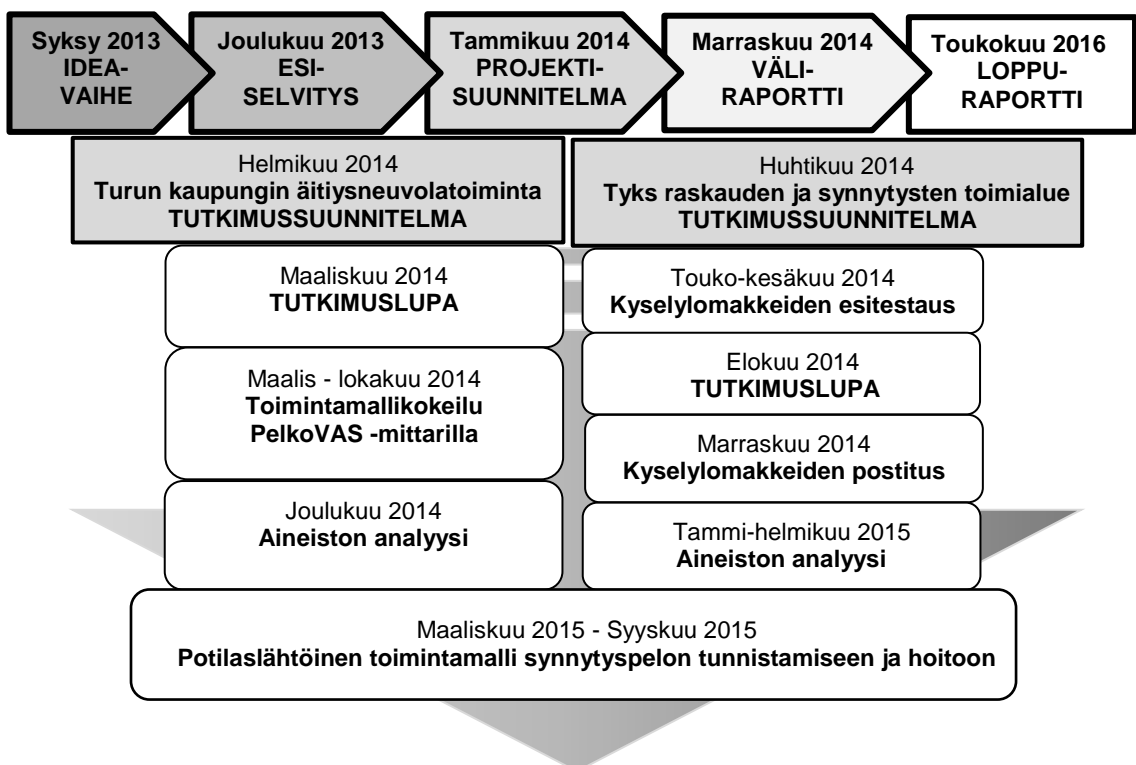 Syksy 2013
IDEA-
VAIHE
Joulukuu 2013
ESI-
SELVITYS
Tammikuu 2014
PROJEKTI-
SUUNNITELMA
Marraskuu 2014
VÄLI-
RAPORTTI
Toukokuu 2016
LOPPU-
RAPORTTI
Helmikuu 2014
Turun kaupungin äitiysneuvolatoiminta
TUTKIMUSSUUNNITELMA
Huhtikuu 2014
Tyks raskauden ja synnytysten toimialue
TUTKIMUSSUUNNITELMA
Maaliskuu 2014
TUTKIMUSLUPA
Maalis - lokakuu 2014
Toimintamallikokeilu
PelkoVAS -mittarilla
Joulukuu 2014
Aineiston analyysi
Touko-kesäkuu 2014
Kyselylomakkeiden esitestaus
Elokuu 2014
TUTKIMUSLUPA
Marraskuu 2014
Kyselylomakkeiden postitus
Tammi-helmikuu 2015
Aineiston analyysi
Maaliskuu 2015 - Syyskuu 2015
Potilaslähtöinen toimintamalli synnytyspelon tunnistamiseen ja hoitoon